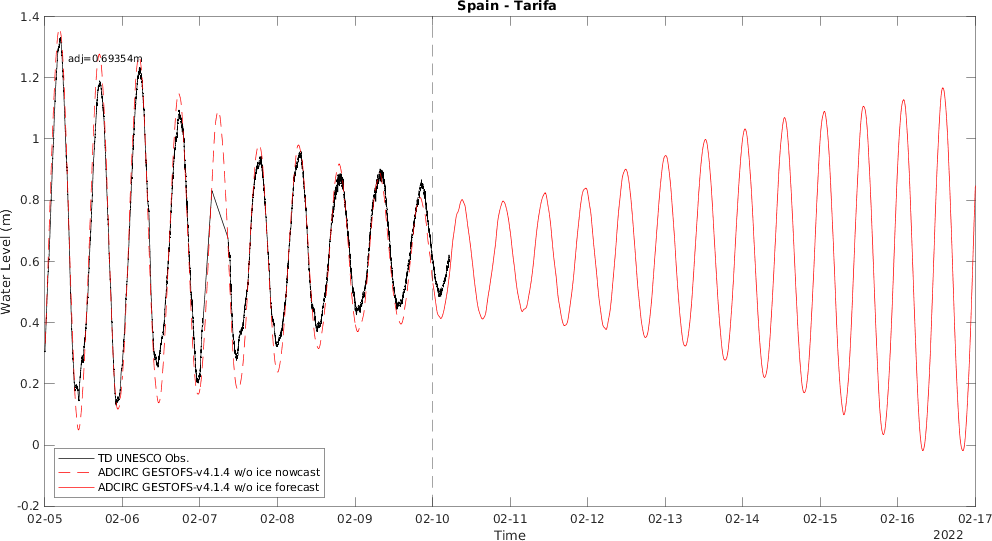 Spain - Tarifa
1.4
1.2
1
0.8
0.6
0.4
0.2
0
-0.2
Water Level (m)
adj=0.69354m
TD UNESCO Obs.
ADCIRC GESTOFS-v4.1.4 w/o ice nowcast
ADCIRC GESTOFS-v4.1.4 w/o ice forecast
02-05 02-06 02-07 02-08 02-09 02-10 02-11 02-12 02-13 02-14 02-15 02-16 02-17
Time
2022